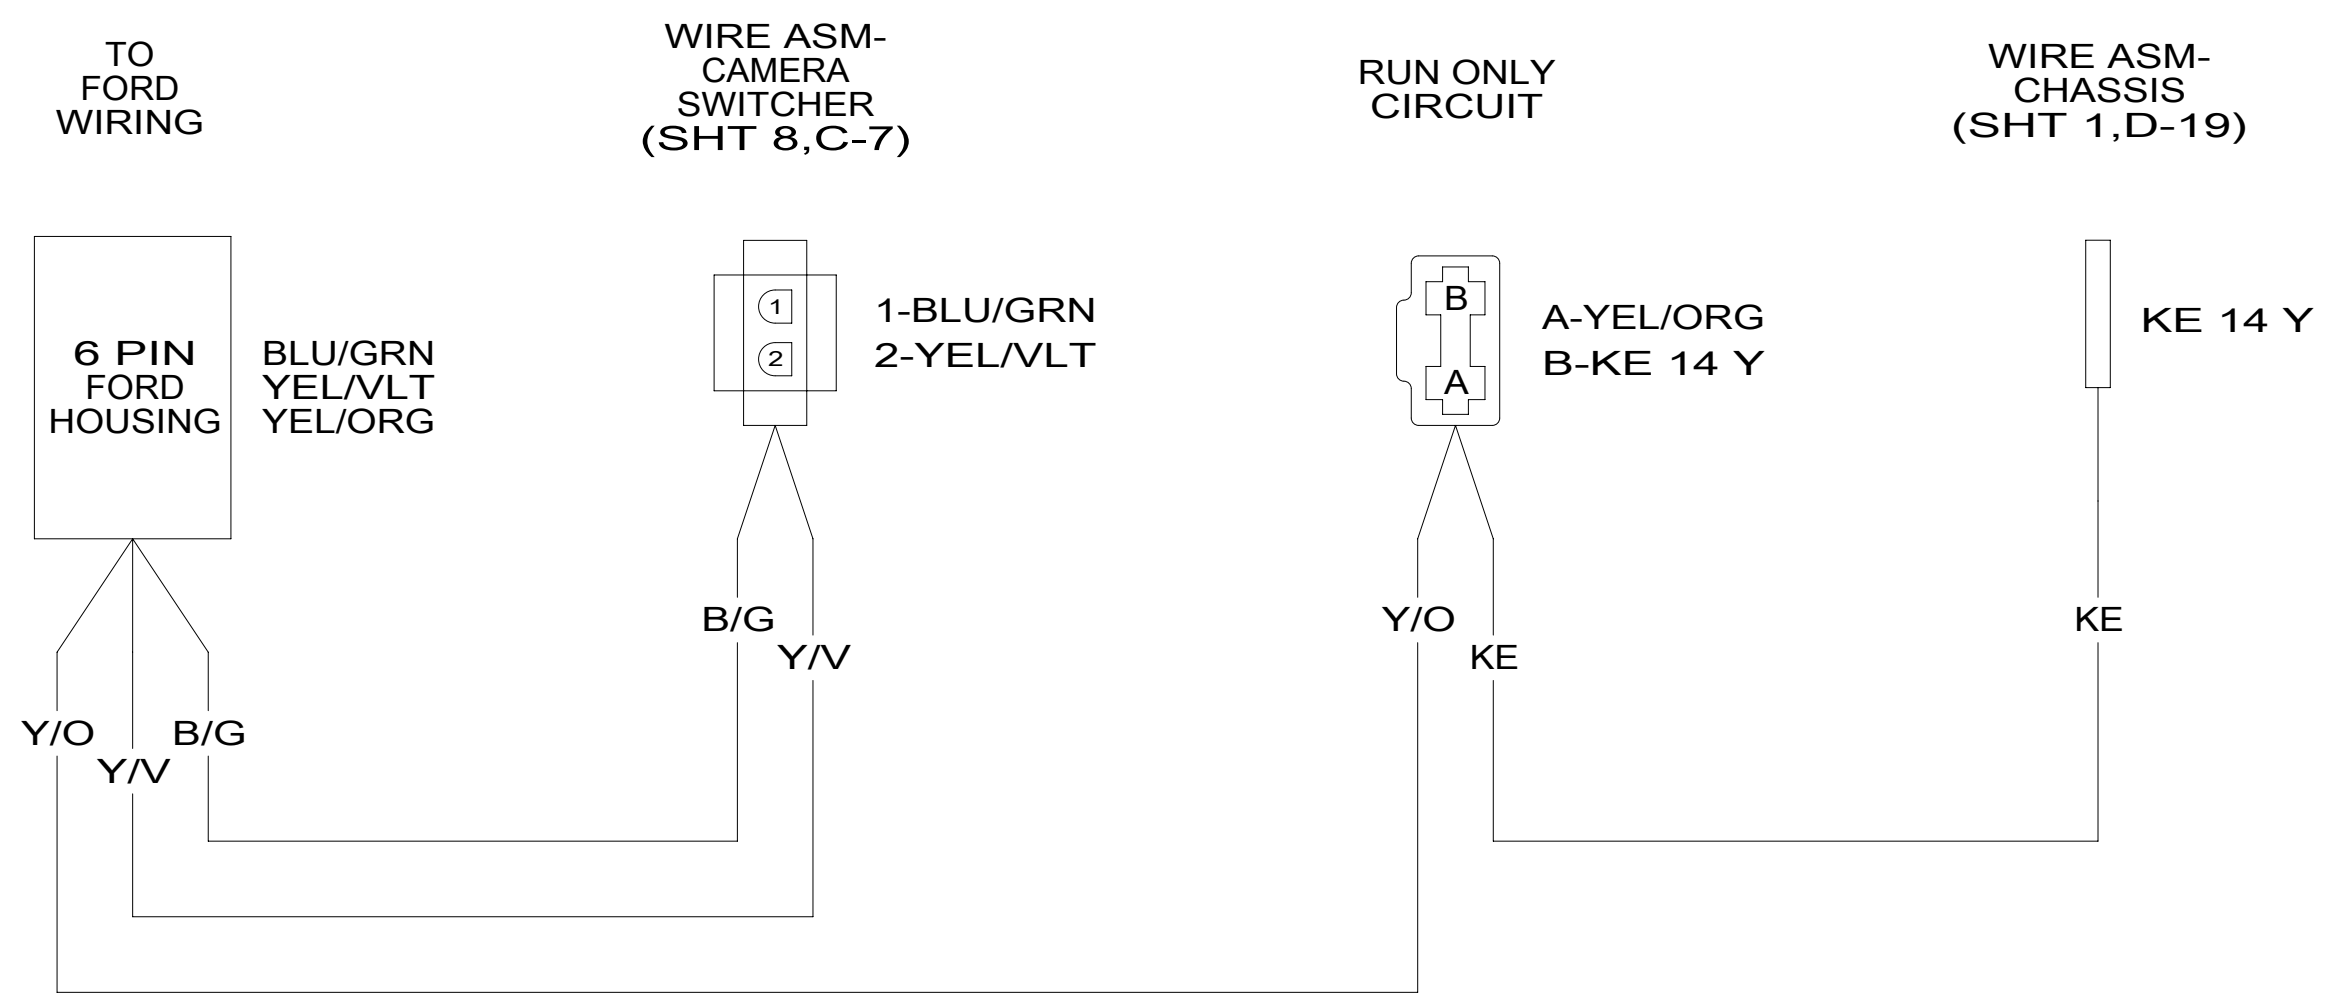 TO
FORD
WIRING
WIRE ASM-
CAMERA
SWITCHER
(SHT 8,C-7)
RUN ONLY
CIRCUIT
WIRE ASM-
CHASSIS
(SHT 1,D-19)
6 PIN
FORD
HOUSING
BLU/GRN
YEL/VLT
YEL/ORG
1
2
1-BLU/GRN
2-YEL/VLT
B
A
A-YEL/ORG
B-KE 14 Y
KE 14 Y
Y/O
Y/V
B/G
B/G
Y/V
Y/O
KE
KE